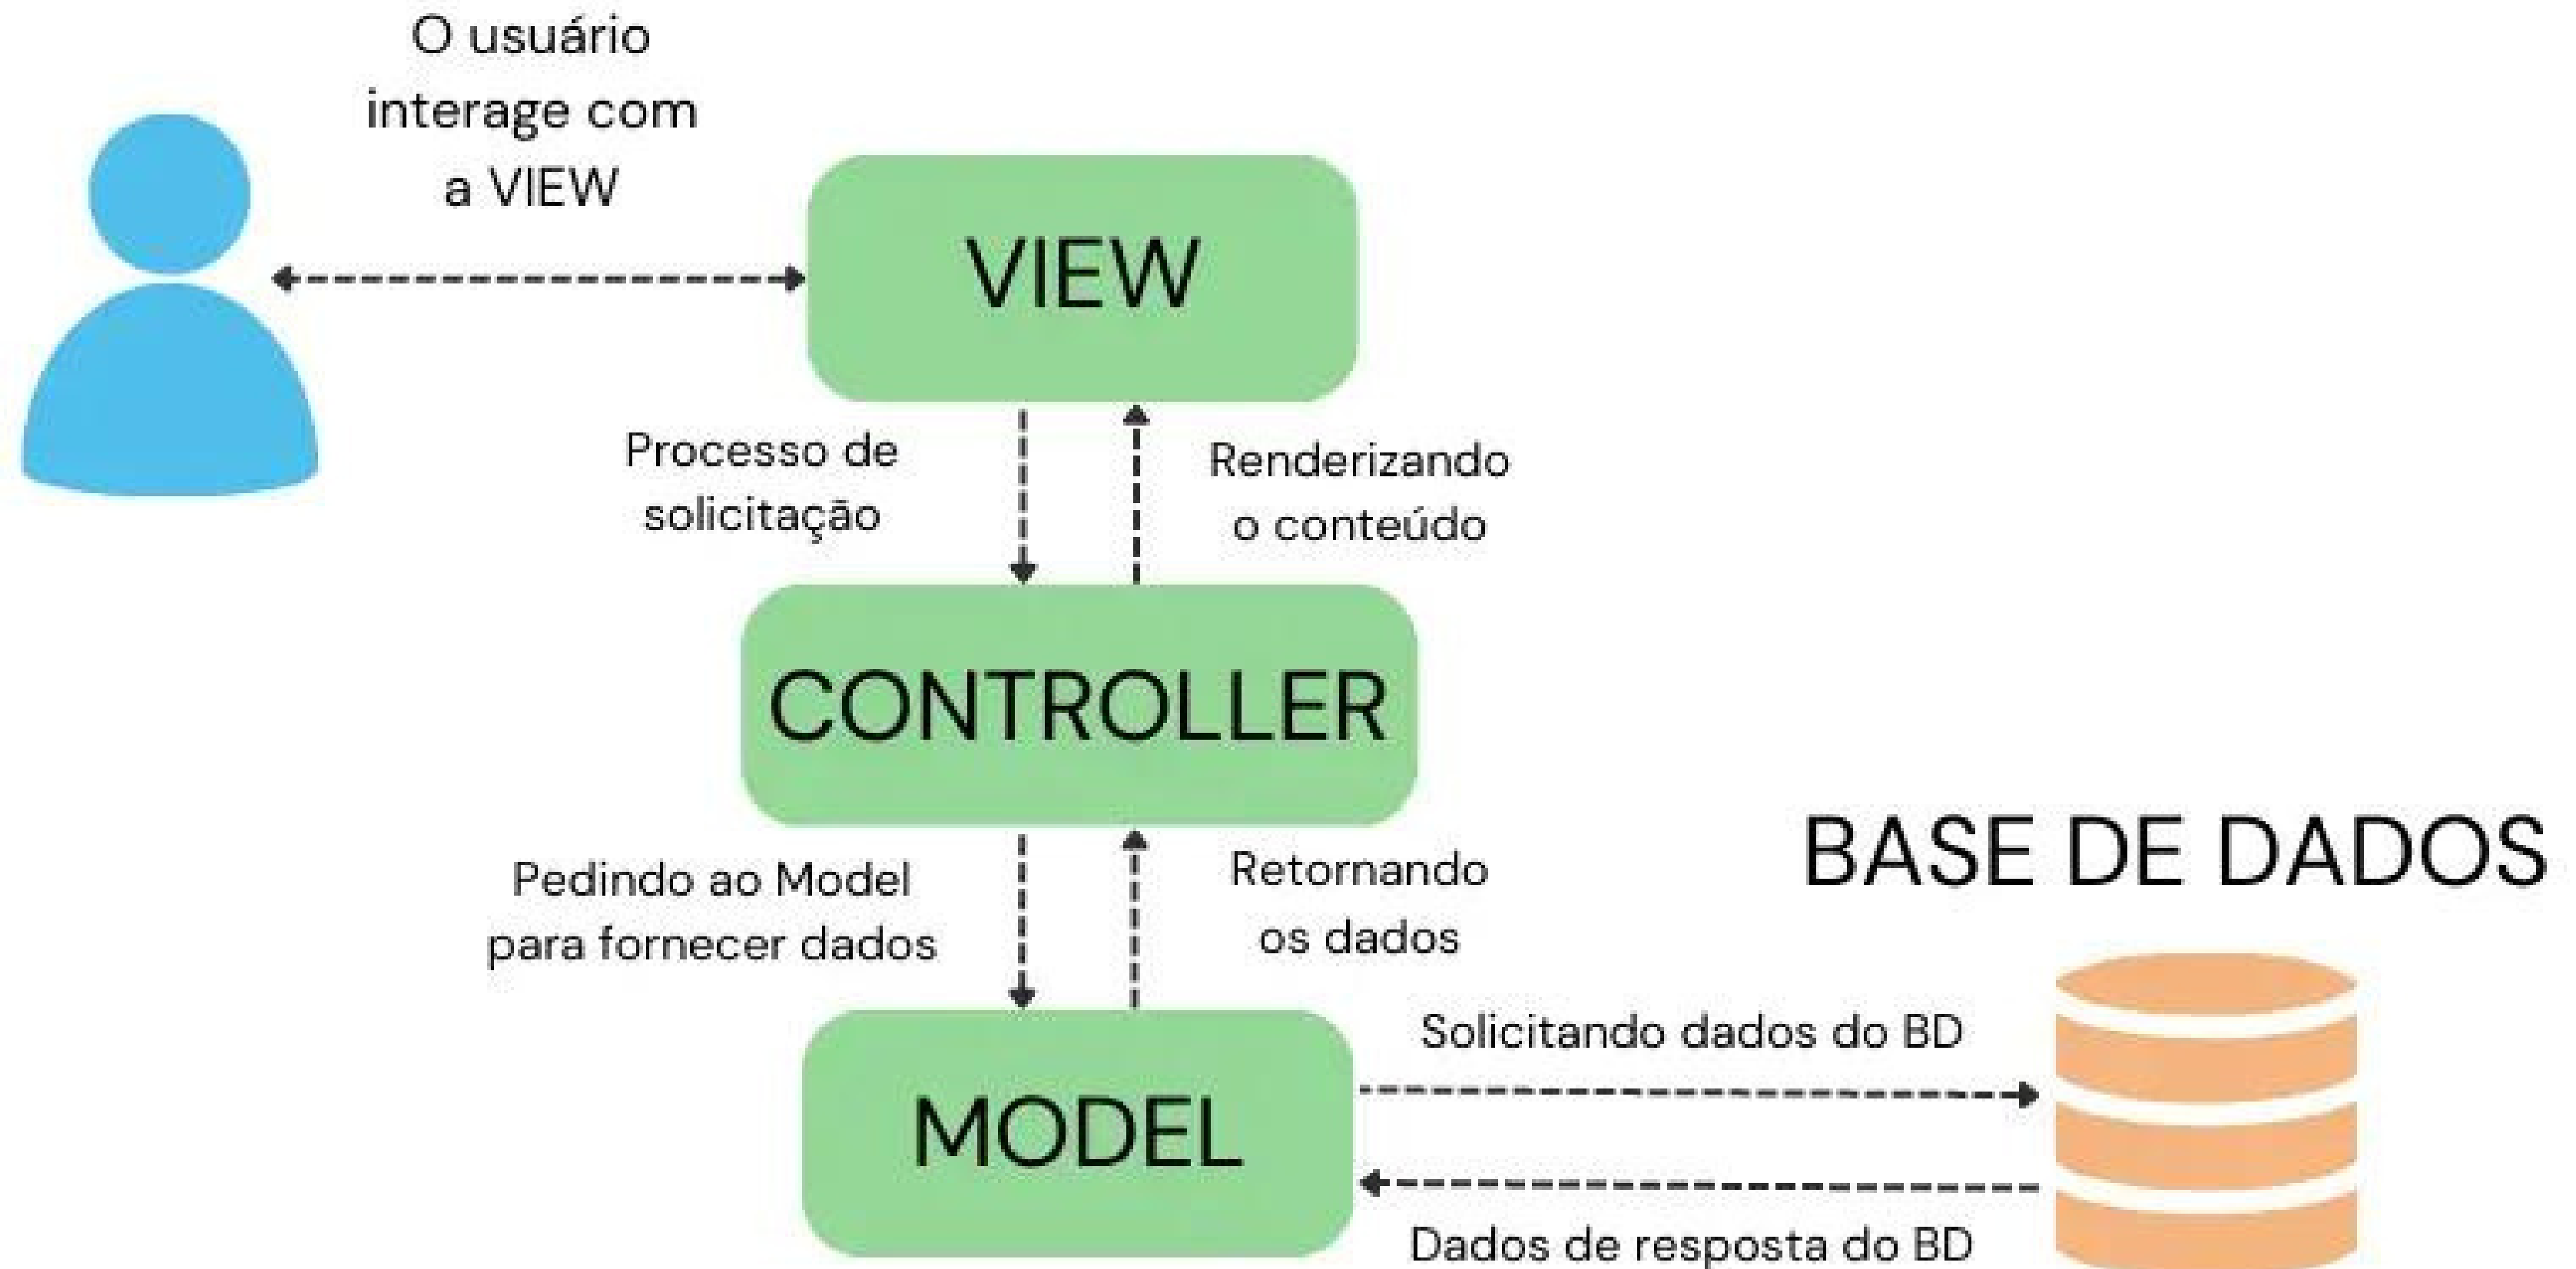 O usuário
interage com
a VIEW
VIEW
Processo de
solicitação
Renderizando
o conteúdo
CONTROLLER
Pedindo ao Model
para fornecer dados
Retornando
os dados
BASE DE DADOS
MODEL
Solicitando dados do BD
Dados de resposta do BD